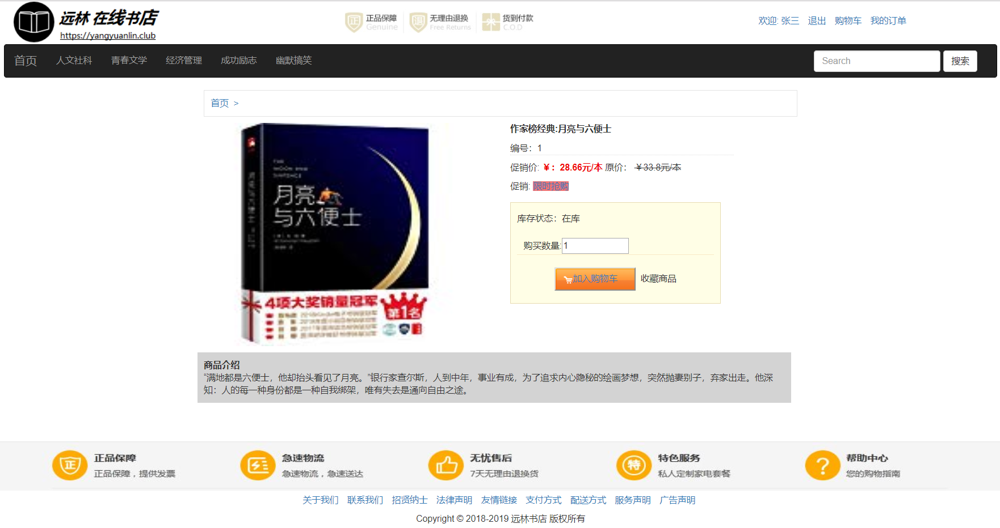 远林 在线书店
https://yangyuanlin.club
正 正品保障
Genuine
退 无理由退换
Free Returns
货到付款
C.O.D
欢迎: 张三 退出 购物车 我的订单
首页 人文社科 青春文学 经济管理 成功励志 幽默搞笑 Search 搜索
首页 >
月亮
与六便士
4项大奖销量冠军
第1名
作家榜经典:月亮与六便士
编号：1
促销价: ￥：28.66元/本 原价： ￥33.8元/本
促销: 限时抢购
库存状态：在库
购买数量:1
加入购物车 收藏商品
商品介绍
“满地都是六便士，他却抬头看见了月亮。”银行家查尔斯，人到中年，事业有成，为了追求内心隐秘的绘画梦想，突然抛妻别子，弃家出走。他深
知：人的每一种身份都是一种自我绑架，唯有失去是通向自由之途。
正 正品保障
正品保障，提供发票
急速物流
急速物流，急速送达
无忧售后
7天无理由退换货
特 特色服务
私人定制家电套餐
? 帮助中心
您的购物指南
关于我们 联系我们 招贤纳士 法律声明 友情链接 支付方式 配送方式 服务声明 广告声明
Copyright © 2018-2019 远林书店 版权所有